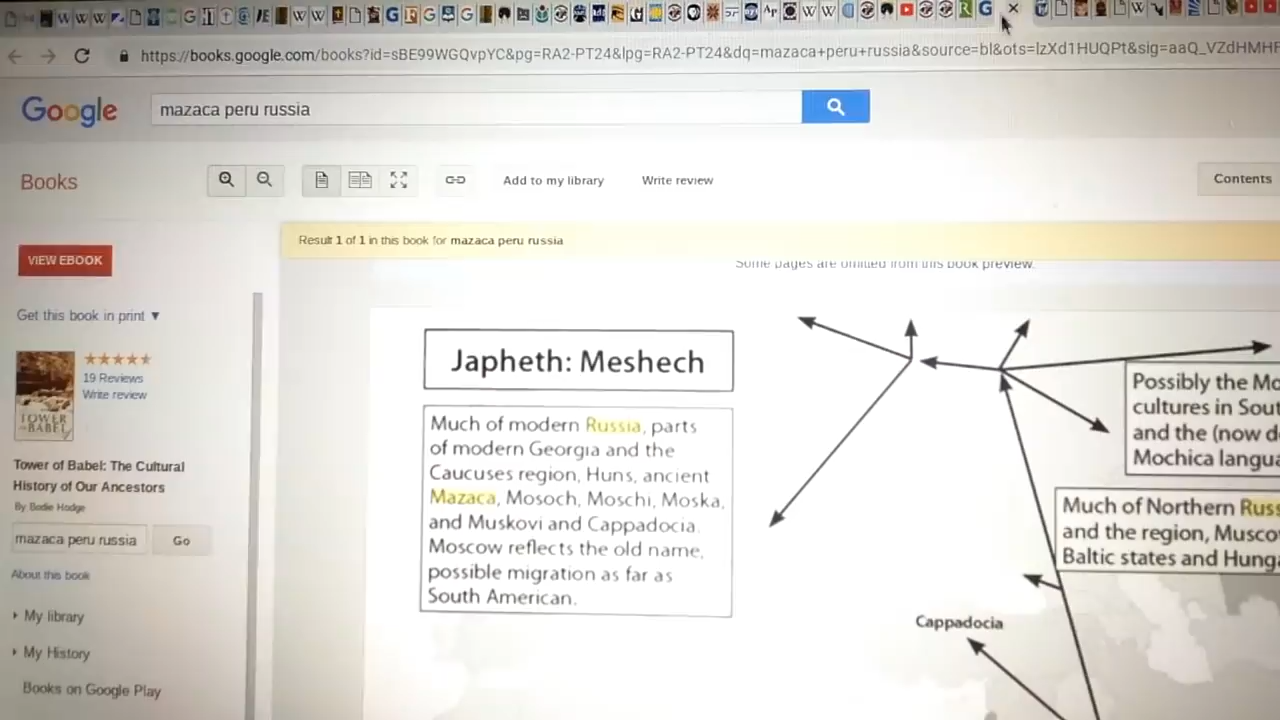 https://books.google.com/books?id=sBE99WGQvpYC&pg=RA2-PT24&lpg=RA2-PT24&dq=mazaca+peru+russia&source=bl&ots=lzXd1HUQPt&sig=aaQ_VZdHMHF
Google
mazaca peru russia
Books
Add to my library
Write review
Contents
Result 1 of 1 in this book for mazaca peru russia
Some pages are omitted from this book preview.
VIEW EBOOK
Get this book in print ▼
19 Reviews
Write review
TOWER
BABEL
Tower of Babel: The Cultural
History of Our Ancestors
By Bodie Hodge
mazaca peru russia
Go
About this book
My library
My History
Books on Google Play
Japheth: Meshech
Much of modern Russia, parts
of modern Georgia and the
Caucuses region, Huns, ancient
Mazaca, Mosoch, Moschi, Moska,
and Muskovi and Cappadocia.
Moscow reflects the old name,
possible migration as far as
South American.
Possibly the Mo
cultures in Sout
and the (now d
Mochica langua
Much of Northern Russ
and the region, Musco
Baltic states and Hunga
Cappadocia